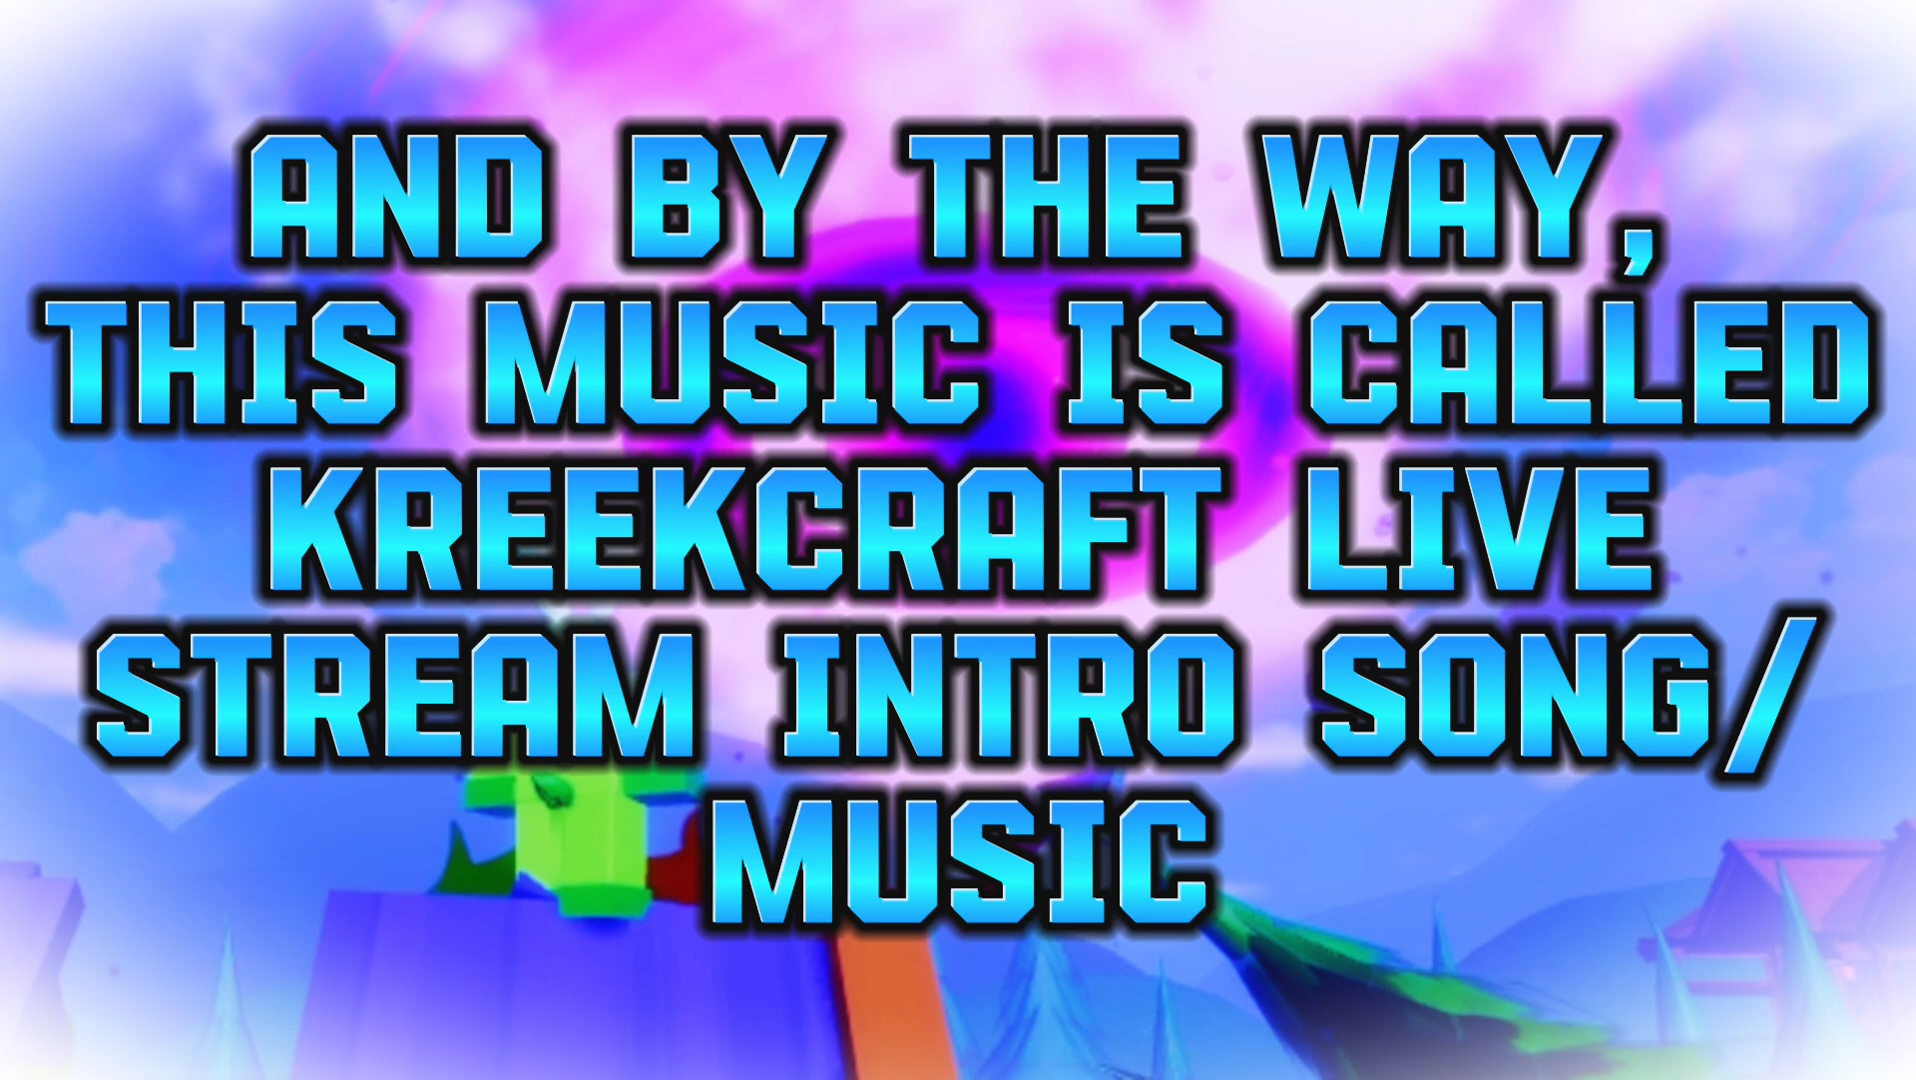 AND BY THE WAY,
THIS MUSIC IS CALLED
KREEKCRAFT LIVE
STREAM INTRO SONG/
MUSIC